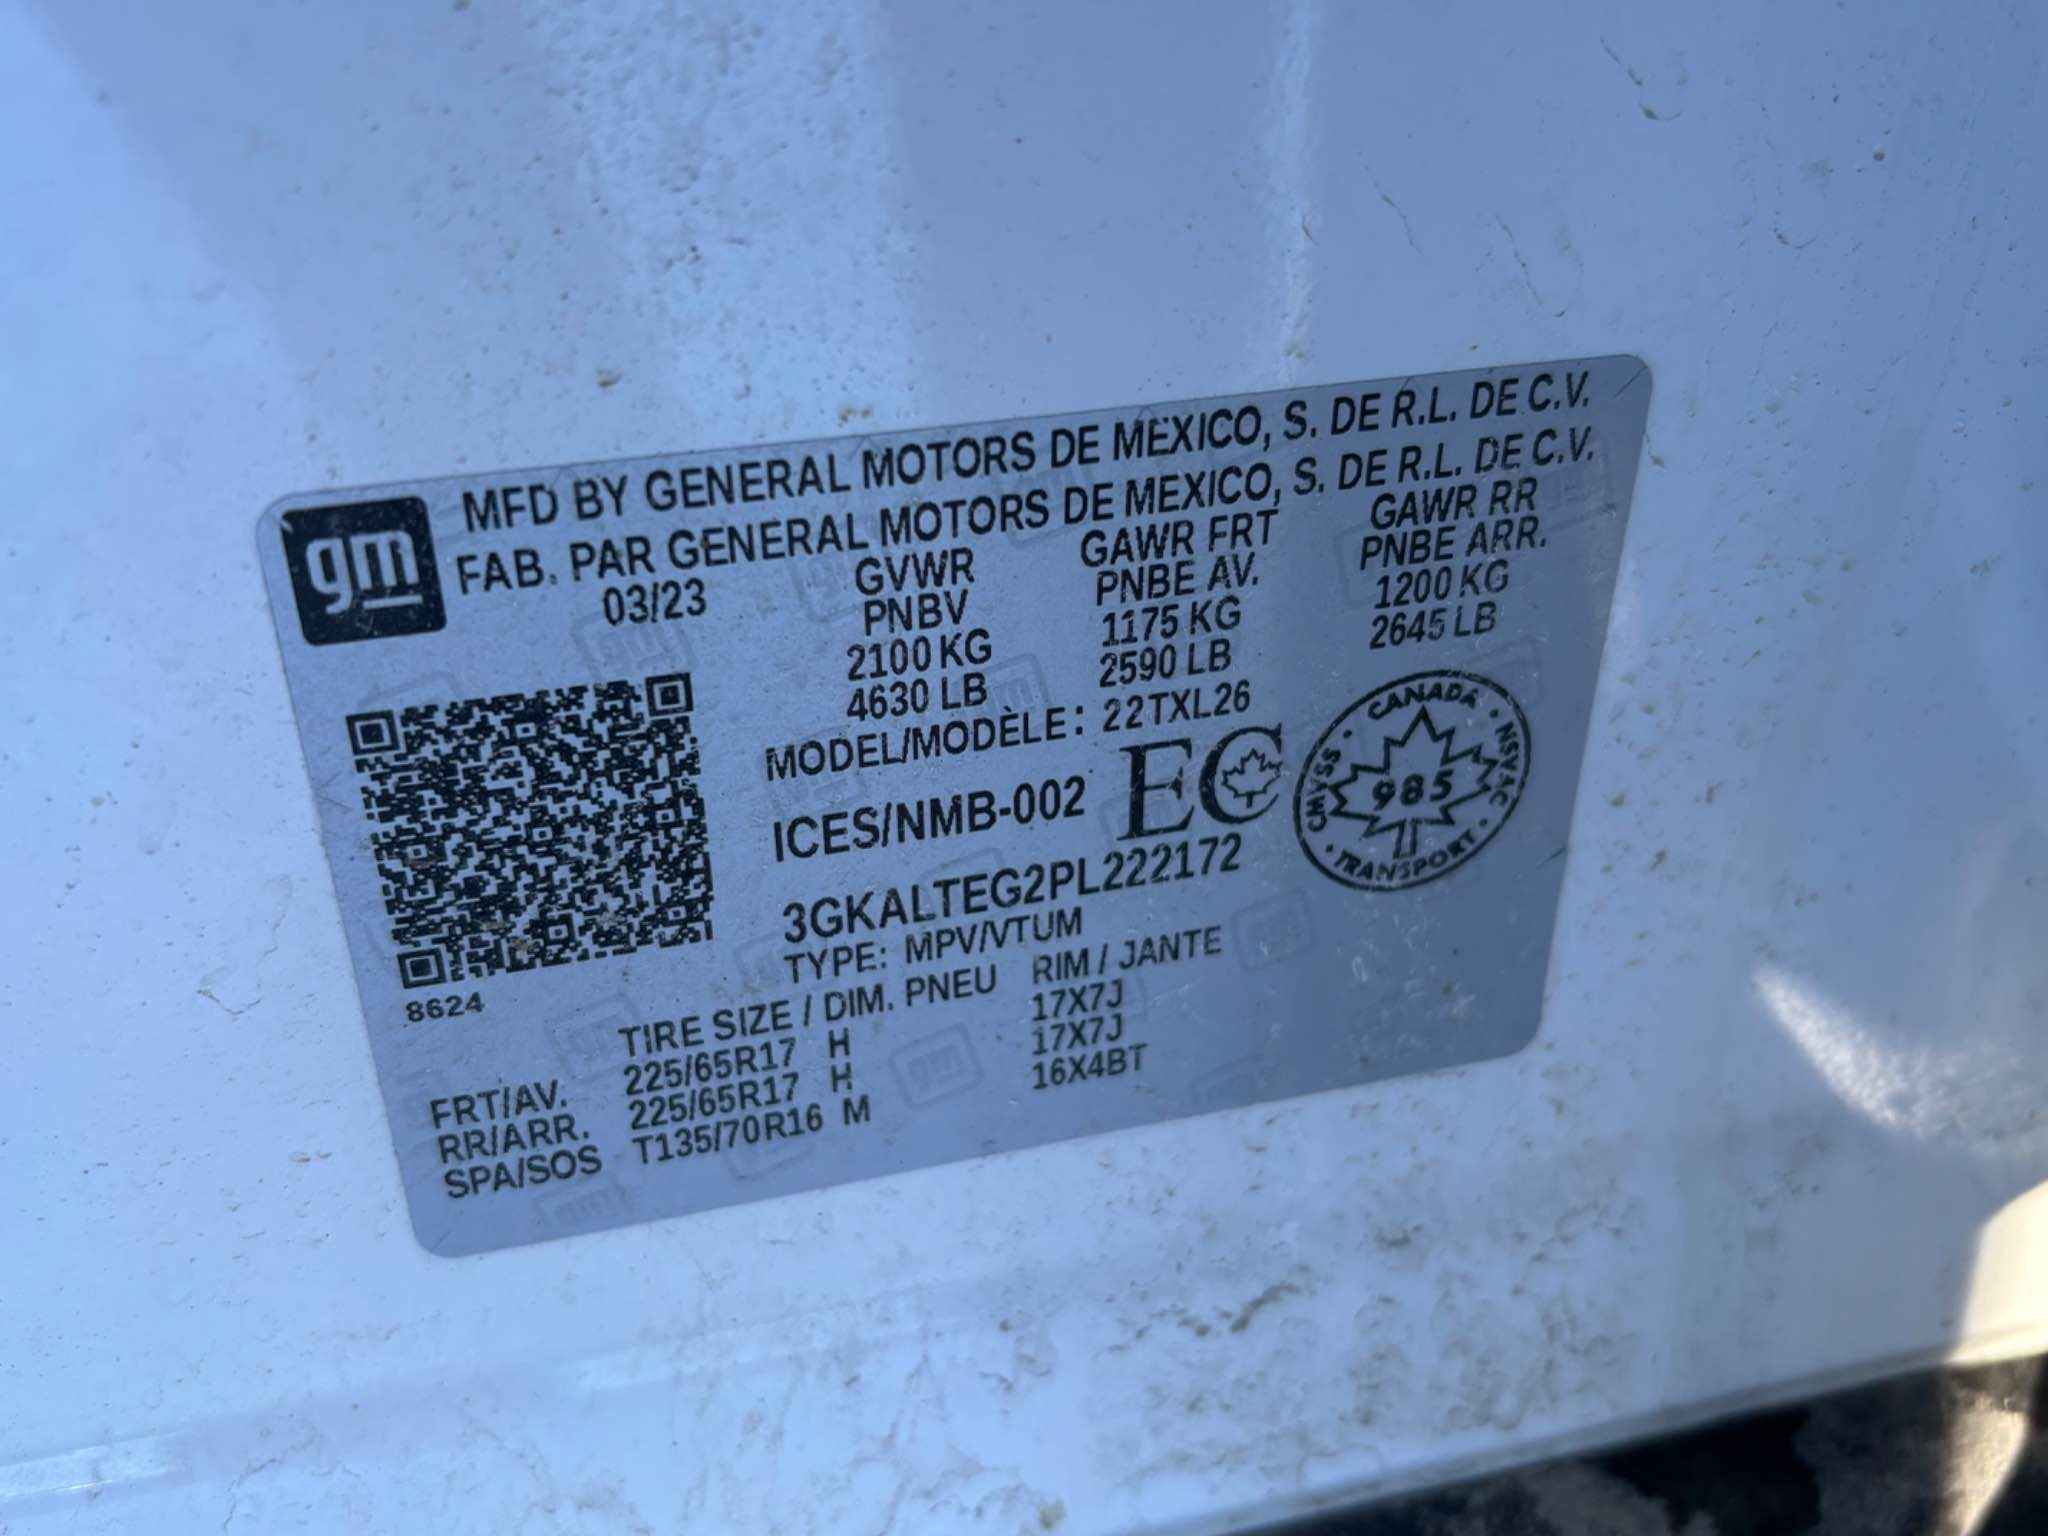 gm
MFD BY GENERAL MOTORS DE MEXICO, S. DE R.L. DE C.V.
FAB. PAR GENERAL MOTORS DE MEXICO, S. DE R.L. DE C.V.
03/23
GVWR
PNBV
2100 KG
4630 LB
GAWR FRT
PNBE AV.
1175 KG
2590 LB
GAWR RR
PNBE ARR.
1200 KG
2645 LB
MODEL/MODÈLE: 22TXL26
ICES/NMB-002
EC
CANADA · NSVAC · TRANSPORT · CMVSS ·
985
3GKALTEG2PL222172
TYPE: MPV/VTUM
8624
TIRE SIZE / DIM. PNEU RIM / JANTE
FRT/AV. 225/65R17 H 17X7J
RR/ARR. 225/65R17 H 17X7J
SPA/SOS T135/70R16 M 16X4BT